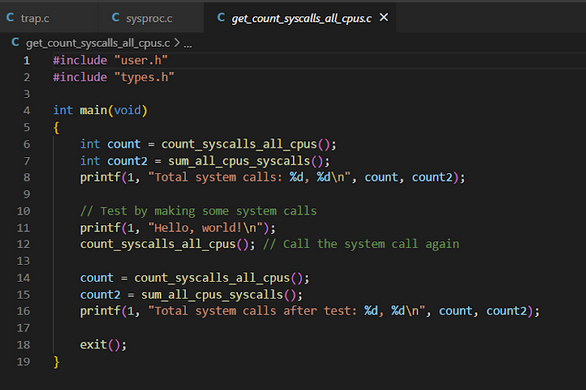 C trap.c C sysproc.c C get_count_syscalls_all_cpus.c ×
C get_count_syscalls_all_cpus.c > ...
1 #include "user.h"
2 #include "types.h"
3
4 int main(void)
5 {
6     int count = count_syscalls_all_cpus();
7     int count2 = sum_all_cpus_syscalls();
8     printf(1, "Total system calls: %d, %d\n", count, count2);
9
10     // Test by making some system calls
11     printf(1, "Hello, world!\n");
12     count_syscalls_all_cpus(); // Call the system call again
13
14     count = count_syscalls_all_cpus();
15     count2 = sum_all_cpus_syscalls();
16     printf(1, "Total system calls after test: %d, %d\n", count, count2);
17
18     exit();
19 }